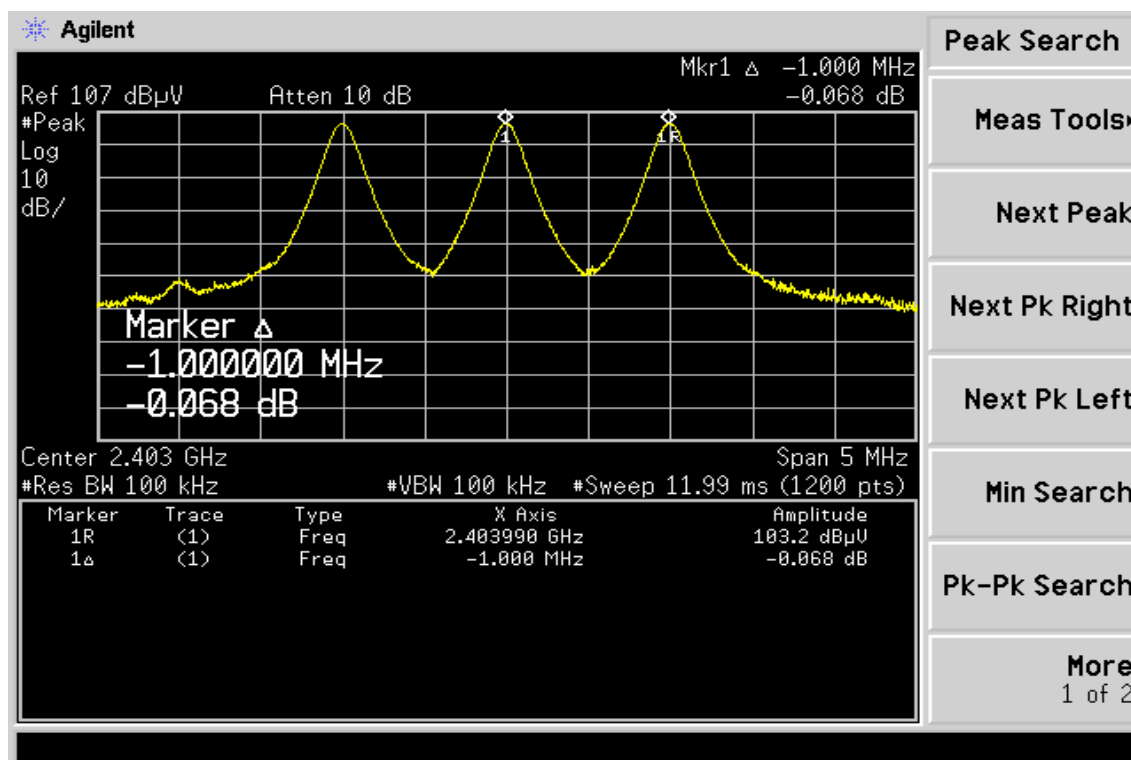 Agilent
Peak Search
Mkr1 Δ -1.000 MHz
Ref 107 dBµV Atten 10 dB -0.068 dB
#Peak
Log
10
dB/
1
1R
Marker Δ
-1.000000 MHz
-0.068 dB
Center 2.403 GHz Span 5 MHz
#Res BW 100 kHz #VBW 100 kHz #Sweep 11.99 ms (1200 pts)
Marker Trace Type X Axis Amplitude
1R (1) Freq 2.403990 GHz 103.2 dBµV
1Δ (1) Freq -1.000 MHz -0.068 dB
Meas Tools
Next Peak
Next Pk Right
Next Pk Left
Min Search
Pk-Pk Search
More
1 of 2